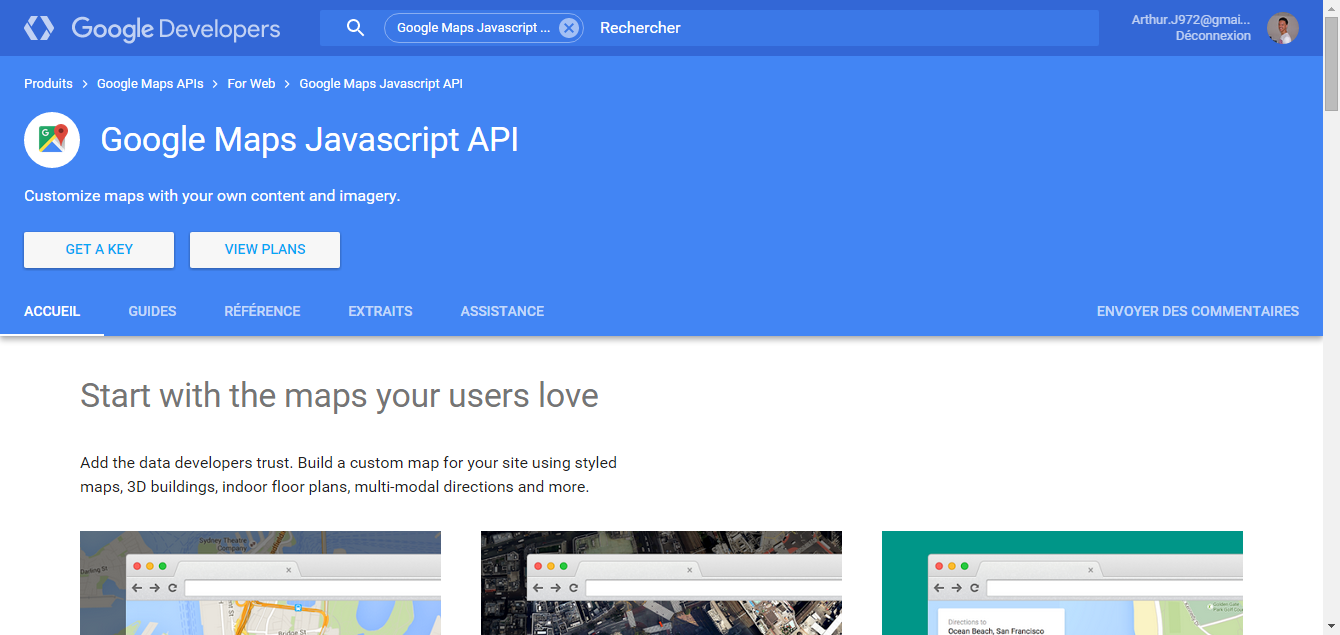 Google Developers
Google Maps Javascript ...
Rechercher
Arthur.J972@gmai...
Déconnexion
Produits > Google Maps APIs > For Web > Google Maps Javascript API
G
Google Maps Javascript API
Customize maps with your own content and imagery.
GET A KEY
VIEW PLANS
ACCUEIL
GUIDES
RÉFÉRENCE
EXTRAITS
ASSISTANCE
ENVOYER DES COMMENTAIRES
Start with the maps your users love
Add the data developers trust. Build a custom map for your site using styled
maps, 3D buildings, indoor floor plans, multi-modal directions and more.
Sydney Theatre
Company
Darling St
Bridge St
Directions to
Ocean Beach, San Francisco
Golden Gate